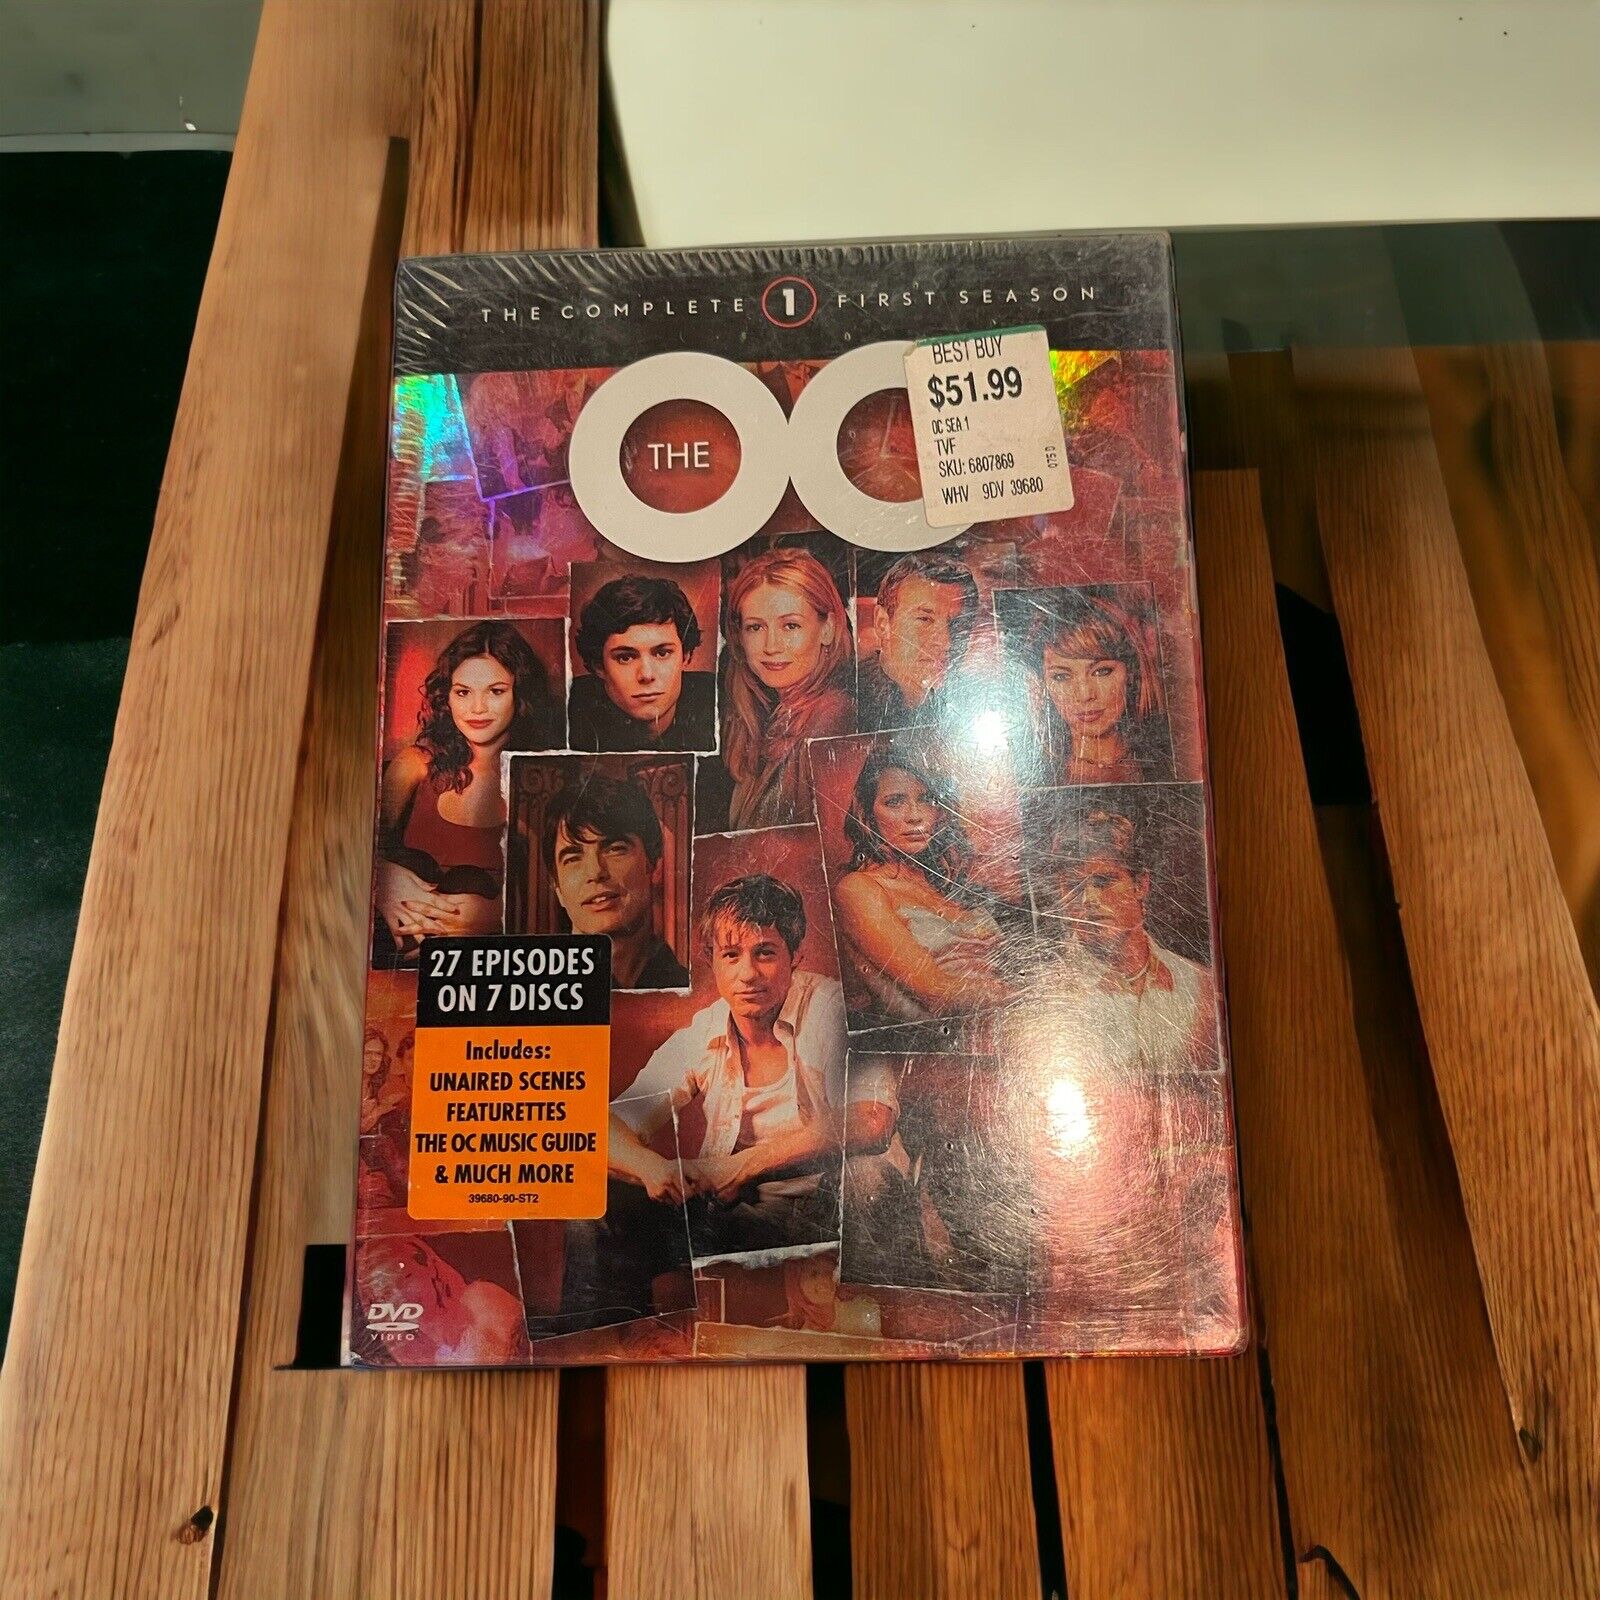 THE COMPLETE 1 FIRST SEASON
THE OC
BEST BUY
$51.99
OC SEA 1
TVF
SKU: 6807869
WHV 9DV 39680
075 D
27 EPISODES
ON 7 DISCS
Includes:
UNAIRED SCENES
FEATURETTES
THE OC MUSIC GUIDE
& MUCH MORE
39680-90-ST2
DVD
VIDEO